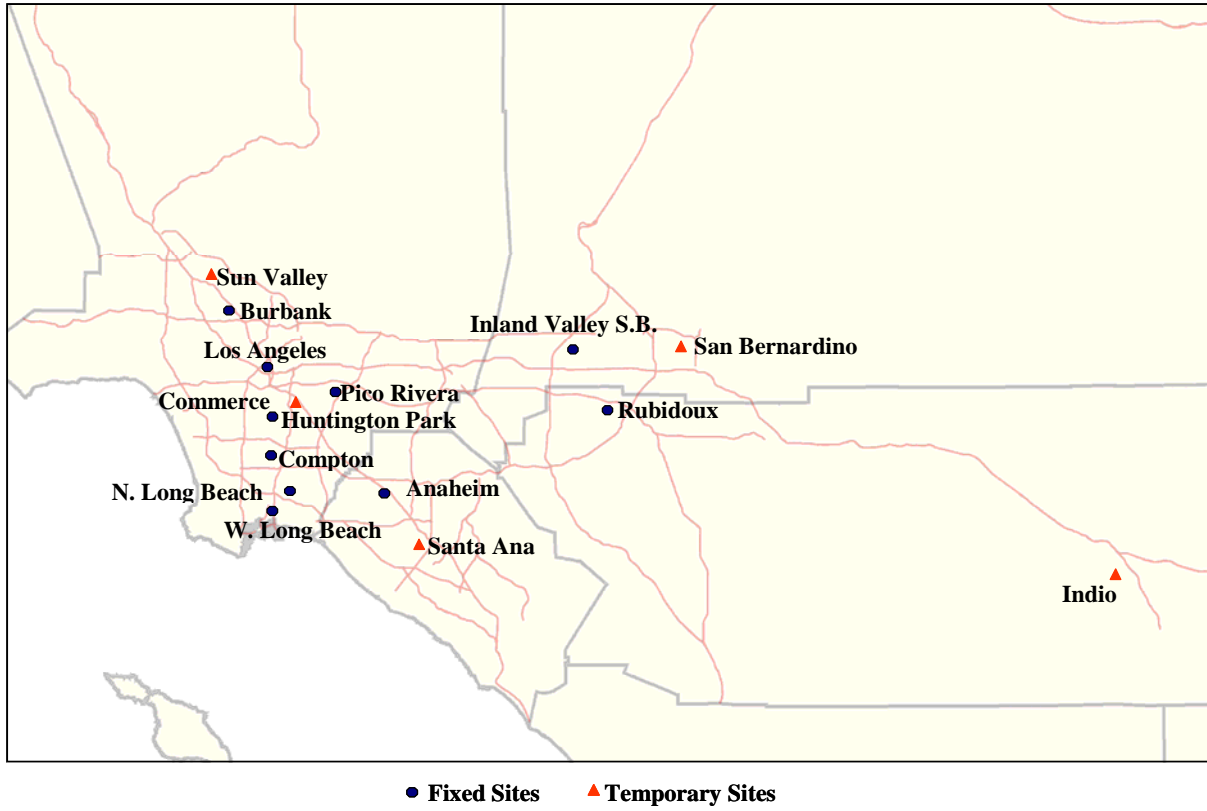 Sun Valley
Burbank
Inland Valley S.B.
Los Angeles
San Bernardino
Pico Rivera
Commerce
Huntington Park
Rubidoux
Compton
N. Long Beach
Anaheim
W. Long Beach
Santa Ana
Indio
Fixed Sites
Temporary Sites